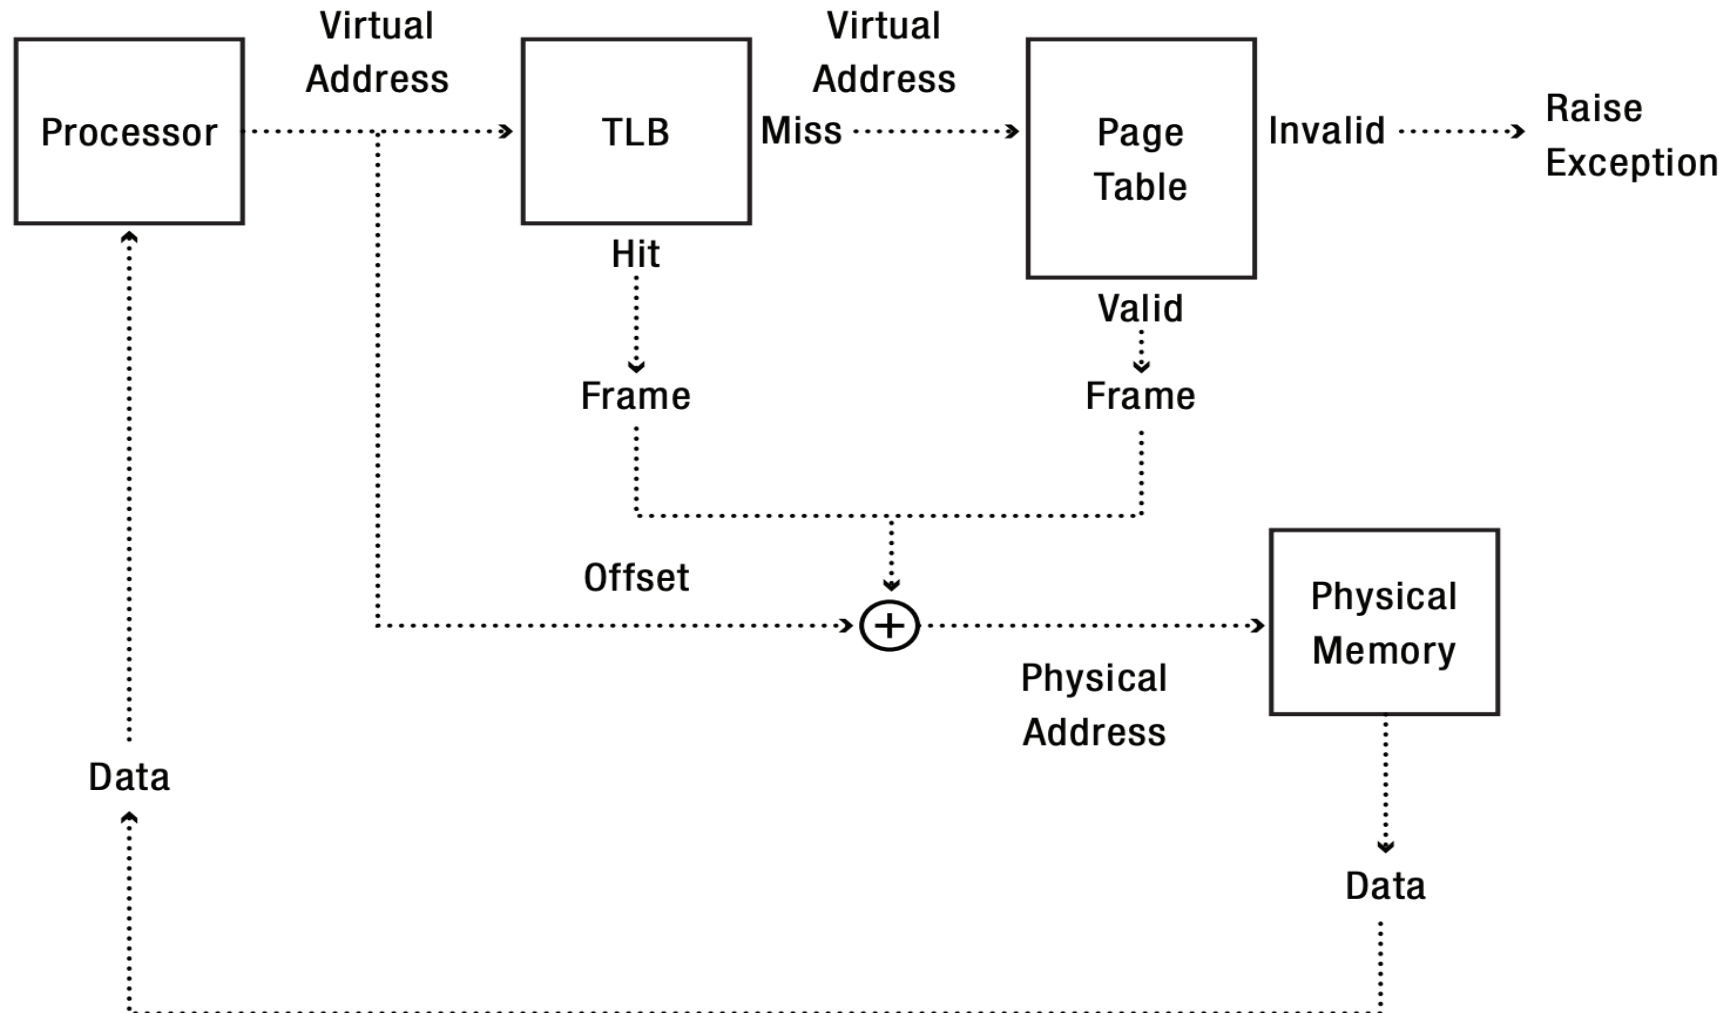 Virtual
Address
Virtual
Address
Processor
TLB
Miss
Page
Table
Invalid
Raise
Exception
Hit
Valid
Frame
Frame
Offset
+
Physical
Memory
Physical
Address
Data
Data